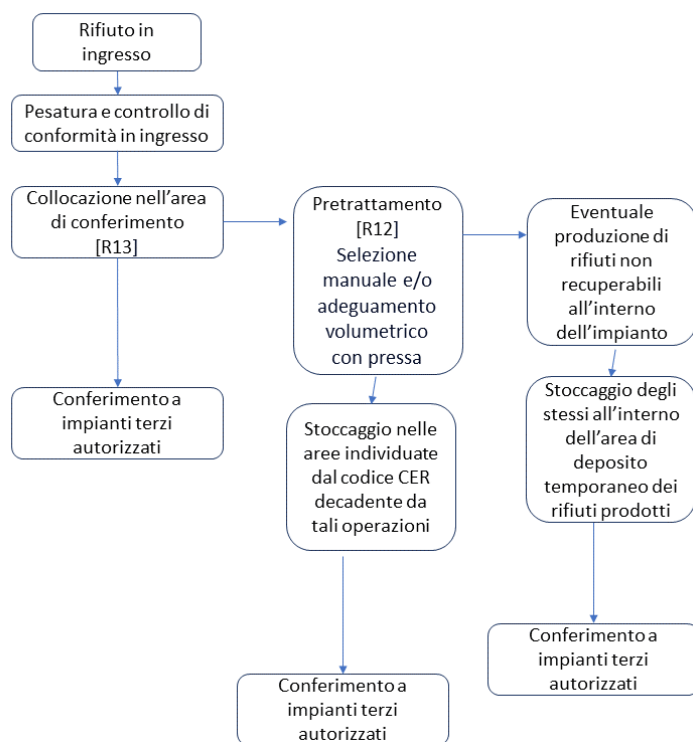 Rifiuto in
ingresso
Pesatura e controllo di
conformità in ingresso
Collocazione nell'area
di conferimento
[R13]
Conferimento a
impianti terzi
autorizzati
Pretrattamento
[R12]
Selezione
manuale e/o
adeguamento
volumetrico
con pressa
Stoccaggio nelle
aree individuate
dal codice CER
decadente da
tali operazioni
Conferimento a
impianti terzi
autorizzati
Eventuale
produzione di
rifiuti non
recuperabili
all'interno
dell'impianto
Stoccaggio degli
stessi all'interno
dell'area di
deposito
temporaneo dei
rifiuti prodotti
Conferimento a
impianti terzi
autorizzati